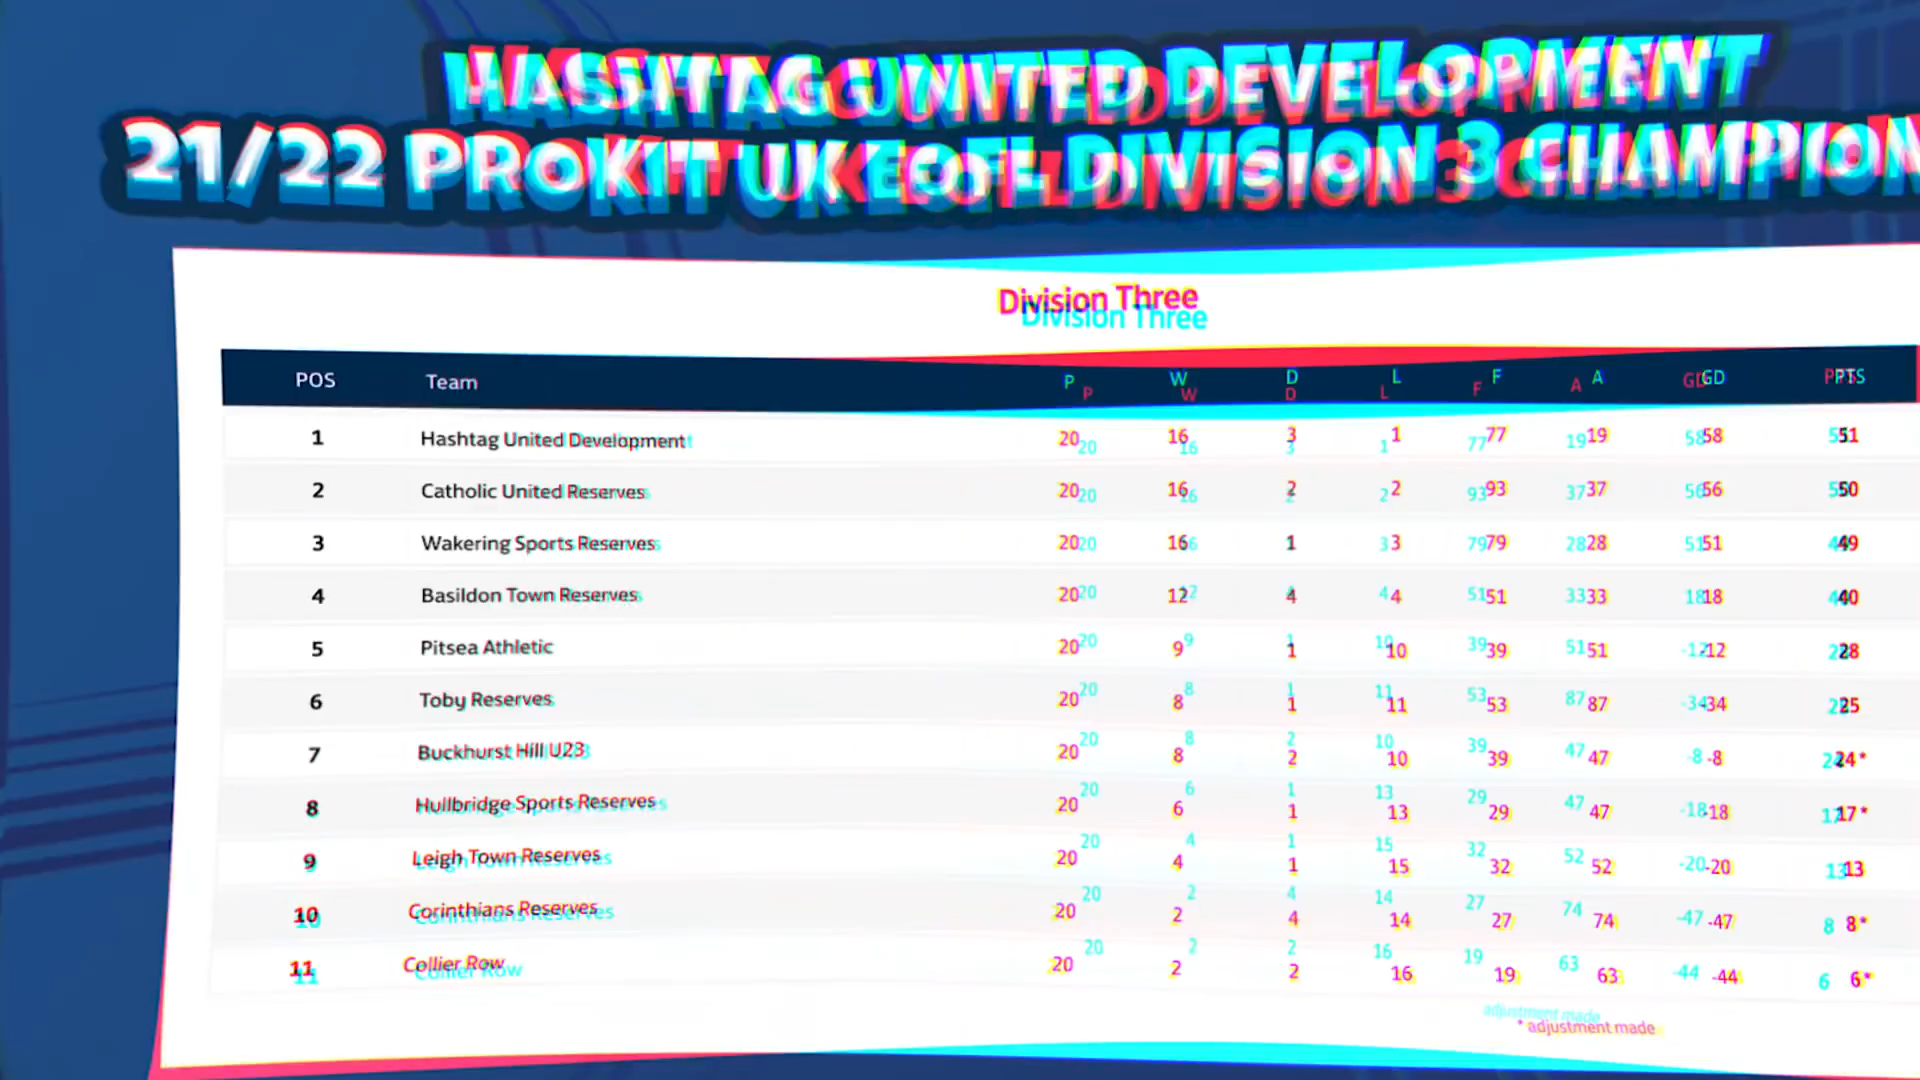 HASHTAG UNITED DEVELOPMENT
21/22 PROKIT UK EOFL DIVISION 3 CHAMPION
Division Three
POS Team P W D L F A GD PTS
1 Hashtag United Development 20 16 3 1 77 19 58 51
2 Catholic United Reserves 20 16 2 2 93 37 56 50
3 Wakering Sports Reserves 20 16 1 3 79 28 51 49
4 Basildon Town Reserves 20 12 4 4 51 33 18 40
5 Pitsea Athletic 20 9 1 10 39 51 -12 28
6 Toby Reserves 20 8 1 11 53 87 -34 25
7 Buckhurst Hill U23 20 8 2 10 39 47 -8 24*
8 Hullbridge Sports Reserves 20 6 1 13 29 47 -18 17*
9 Leigh Town Reserves 20 4 1 15 32 52 -20 13
10 Corinthians Reserves 20 2 4 14 27 74 -47 8*
11 Collier Row 20 2 2 16 19 63 -44 6*
* adjustment made